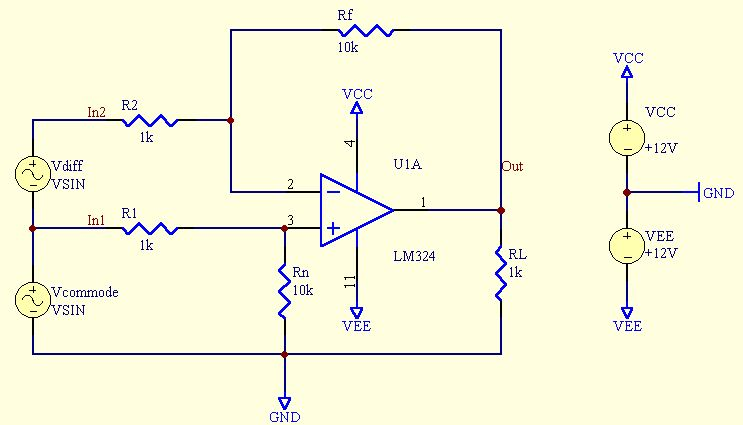 Rf
10k
In2
R2
1k
VCC
4
VCC
VCC
+12V
Vdiff
VSIN
U1A
Out
2
1
GND
In1
R1
1k
3
LM324
RL
1k
VEE
+12V
Vcommode
VSIN
Rn
10k
11
VEE
VEE
GND